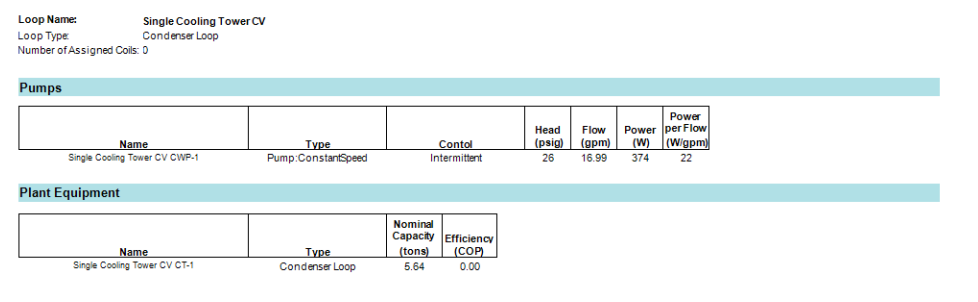 Loop Name: Single Cooling Tower CV
Loop Type: Condenser Loop
Number of Assigned Coils: 0
Pumps
Name Type Contol Head (psig) Flow (gpm) Power (W) Power per Flow (W/gpm)
Single Cooling Tower CV CWP-1 Pump:ConstantSpeed Intermittent 26 16.99 374 22
Plant Equipment
Name Type Nominal Capacity (tons) Efficiency (COP)
Single Cooling Tower CV CT-1 Condenser Loop 5.64 0.00